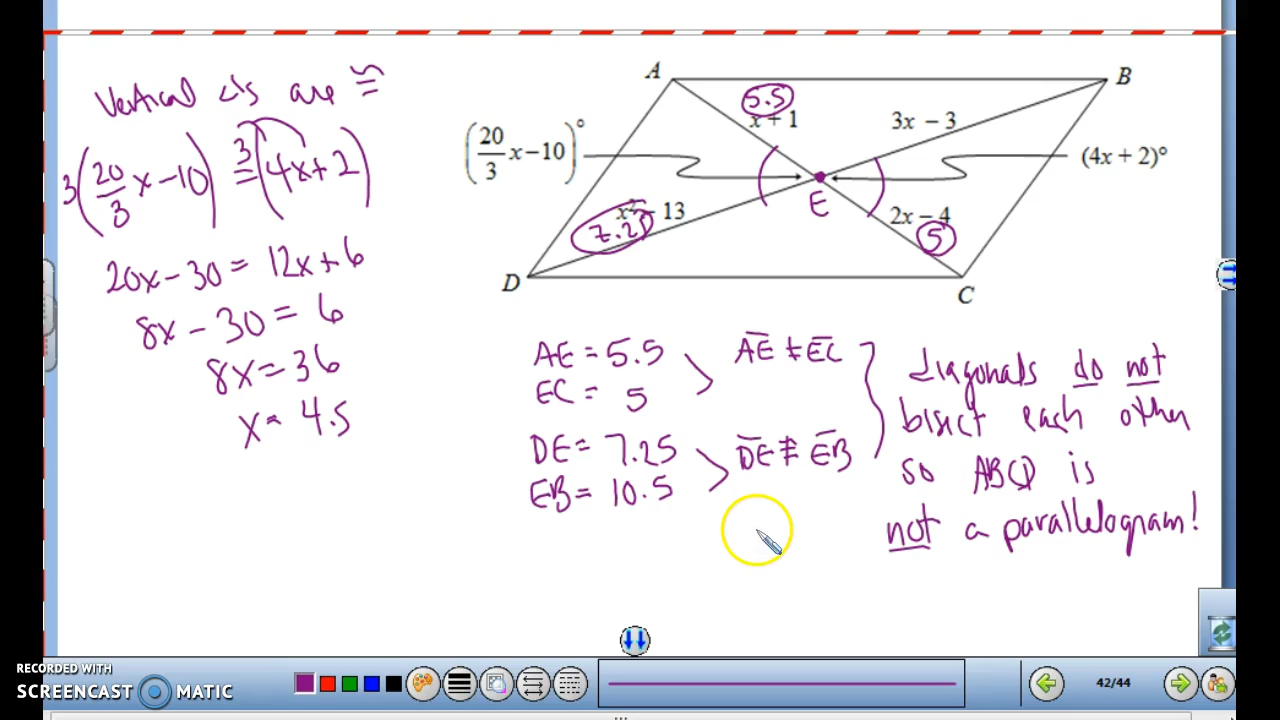 Vertical ∠'s are ≅
3(20/3 x-10) = 3(4x+2)
20x-30 = 12x+6
8x-30 = 6
8x=36
x= 4.5
A
B
5.5
x + 1
3x − 3
(20/3 x−10)°
(4x + 2)°
E
x² − 13
7.25
2x − 4
5
D
C
AE = 5.5
EC = 5
AE ≢ EC
DE = 7.25
EB = 10.5
DE ≢ EB
diagonals do not
bisect each other
so ABCD is
not a parallelogram!
RECORDED WITH
SCREENCAST MATIC
42/44